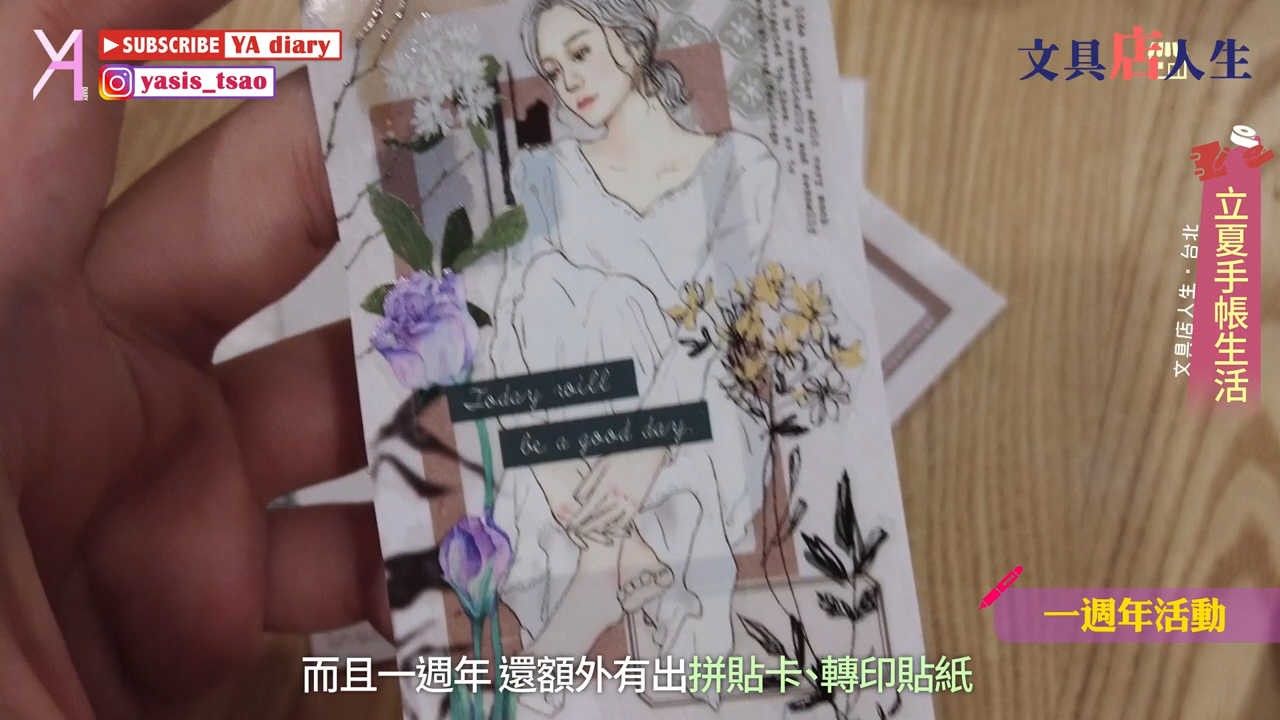 YA
DIARY
SUBSCRIBE YA diary
yasis_tsao
文具店人生
立夏手帳生活
文具店人生·台北
Today will
be a good day.
一週年活動
而且一週年 還額外有出拼貼卡、轉印貼紙